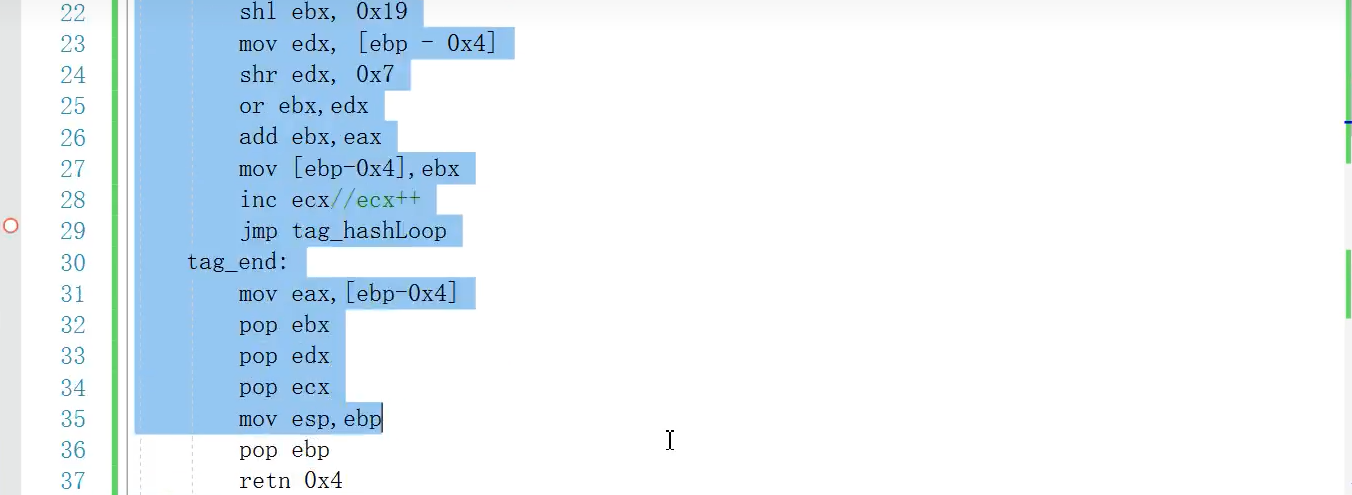 22 shl ebx, 0x19
23 mov edx, [ebp - 0x4]
24 shr edx, 0x7
25 or ebx,edx
26 add ebx,eax
27 mov [ebp-0x4],ebx
28 inc ecx//ecx++
29 jmp tag_hashLoop
30 tag_end:
31 mov eax,[ebp-0x4]
32 pop ebx
33 pop edx
34 pop ecx
35 mov esp,ebp
36 pop ebp
37 retn 0x4